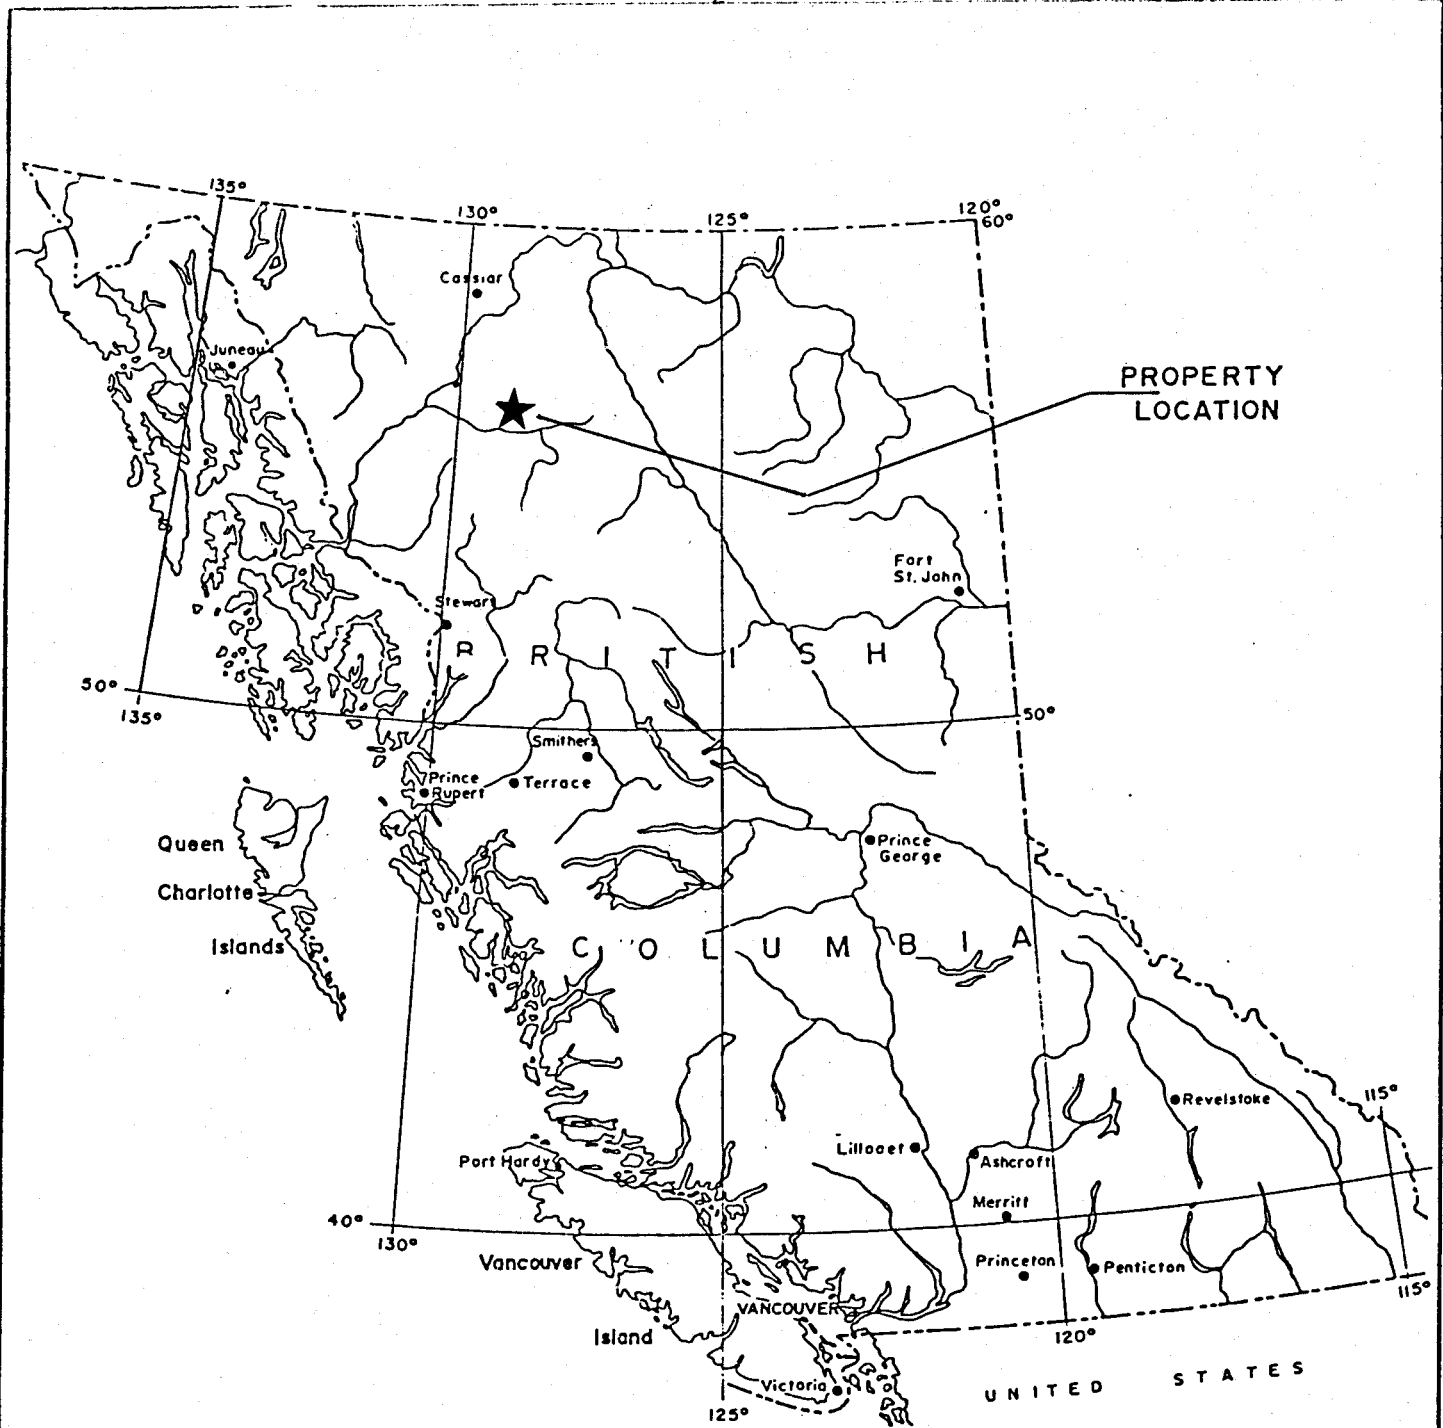 135°
130°
125°
120°
60°
Cassiar
Juneau
PROPERTY
LOCATION
Fort
St. John
Stewart
B R I T I S H
50°
135°
50°
Smithers
Prince
Rupert
Terrace
Queen
Charlotte
Islands
Prince
George
C O L U M B I A
Revelstoke
115°
Lillooet
Ashcroft
Port Hardy
Merritt
40°
130°
Vancouver
Island
Princeton
Penticton
115°
VANCOUVER
120°
Victoria
125°
UNITED STATES